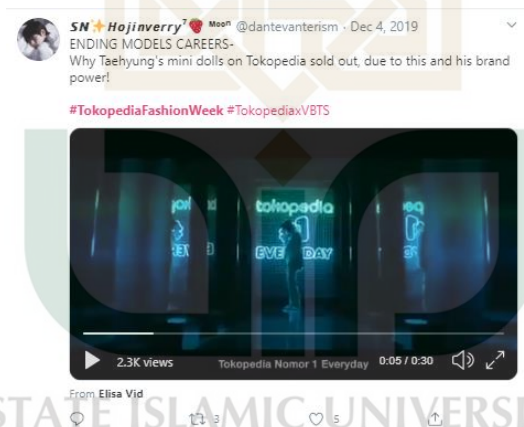 SN✨Hojinverry⁷🍓 ᴹᵒᵒⁿ @dantevanterism · Dec 4, 2019
ENDING MODELS CAREERS-
Why Taehyung's mini dolls on Tokopedia sold out, due to this and his brand
power!
#TokopediaFashionWeek #TokopediaxVBTS
tokopedia
EVERYDAY
2.3K views
Tokopedia Nomor 1 Everyday
0:05 / 0:30
From Elisa Vid
3
5
STATE ISLAMIC UNIVERSI